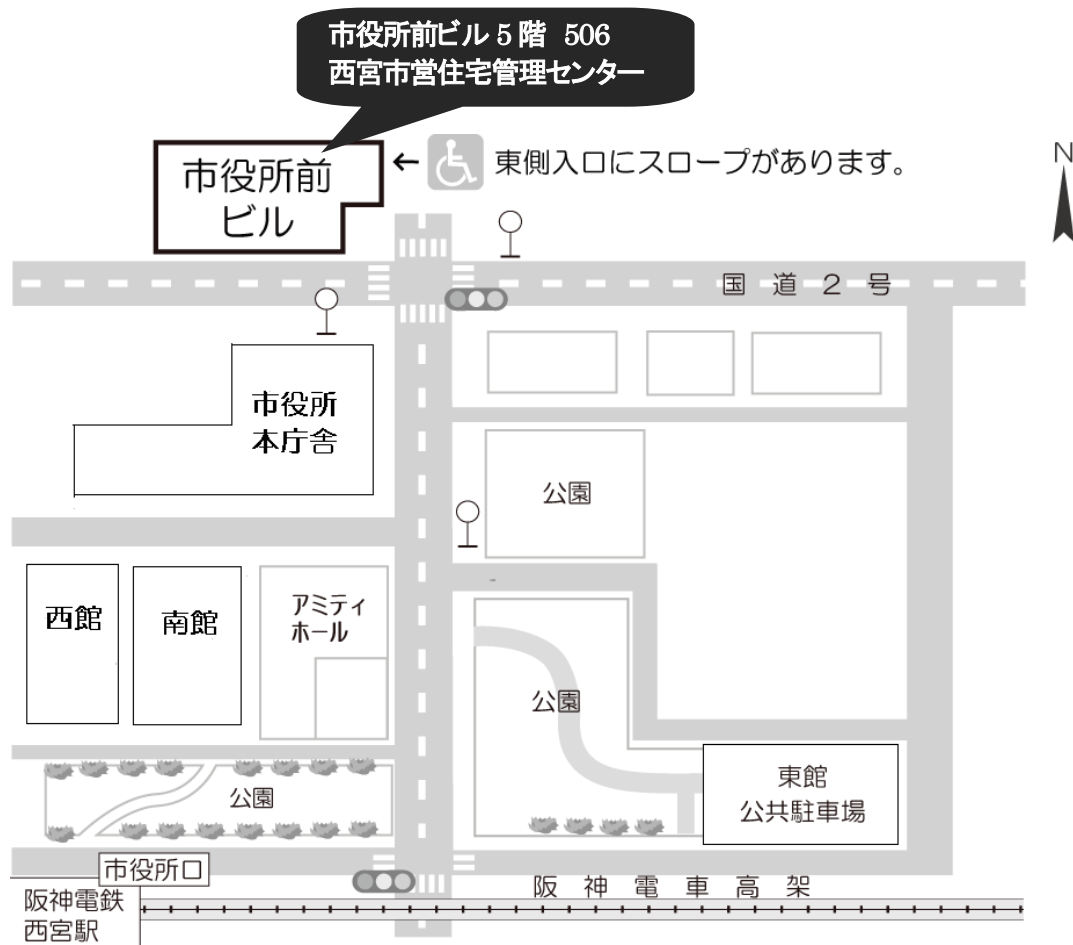 市役所前ビル 5 階 506
西宮市営住宅管理センター
市役所前
ビル
← 東側入口にスロープがあります。
N
国道2号
市役所
本庁舎
公園
西館
南館
アミティ
ホール
公園
公園
東館
公共駐車場
市役所口
阪神電車高架
阪神電鉄
西宮駅